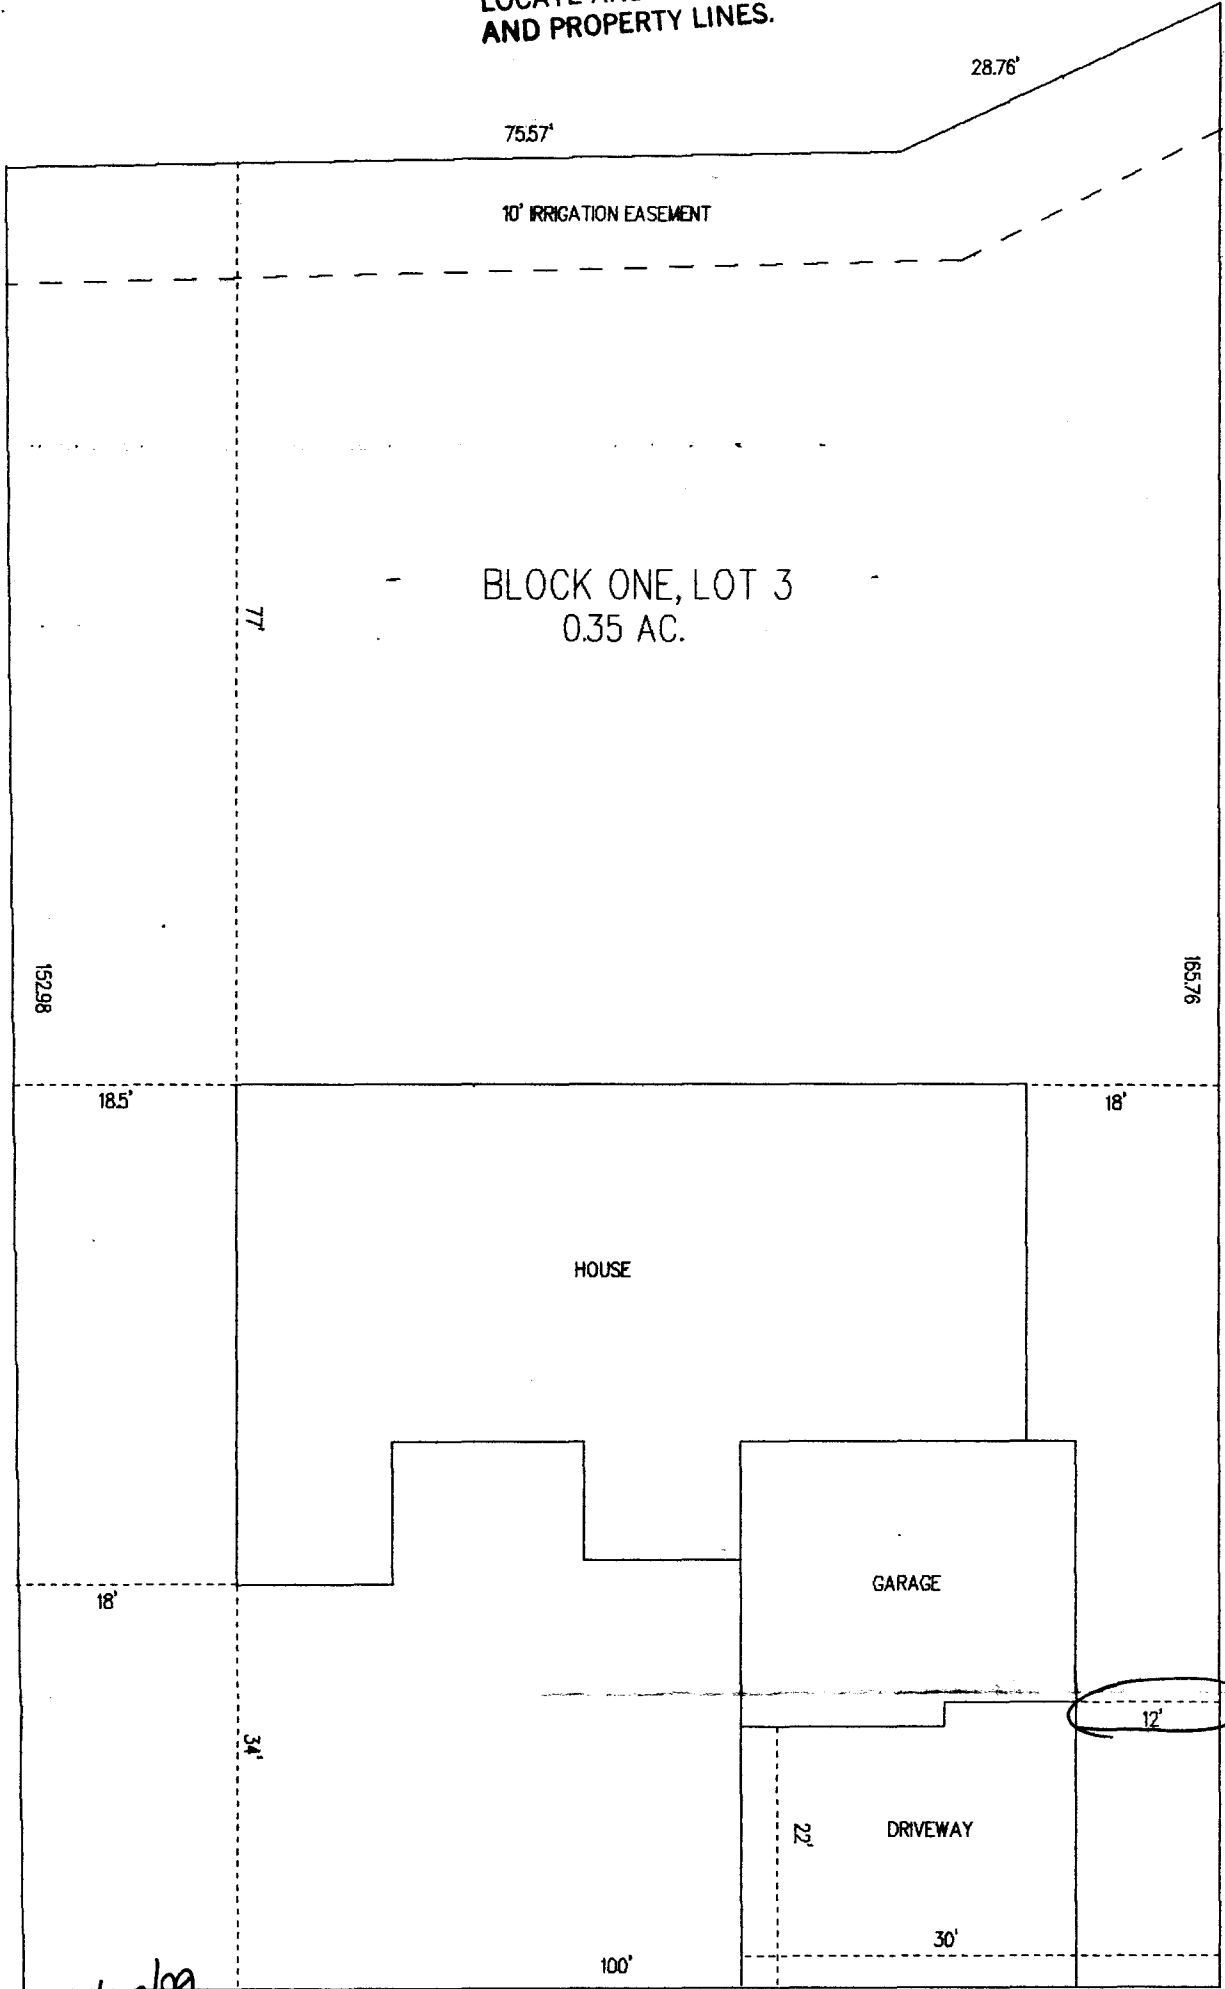 AND PROPERTY LINES.
28.76'
75.57'
10' IRRIGATION EASEMENT
BLOCK ONE, LOT 3
0.35 AC.
77'
152.98
165.76
18.5'
18'
HOUSE
18'
GARAGE
12'
34'
22'
DRIVEWAY
30'
100'